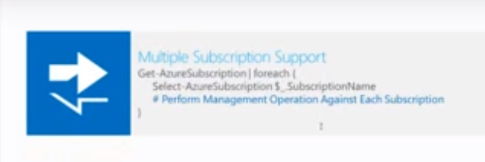 Multiple Subscription Support
Get-AzureSubscription | foreach {
Select-AzureSubscription $_.SubscriptionName
# Perform Management Operation Against Each Subscription
}